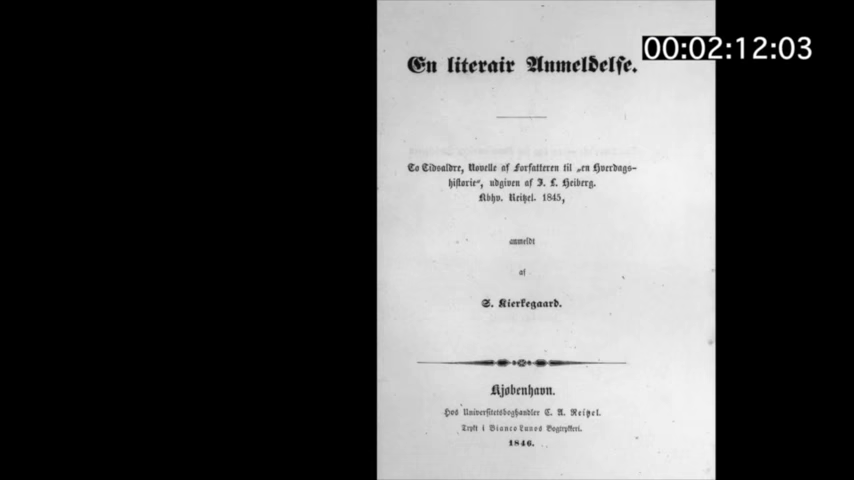 00:02:12:03
En literair Anmeldelse.
To Tidsaldre, Novelle af Forfatteren til „en Hverdags-
historie“, udgiven af J. L. Heiberg.
Kbhv. Reitzel. 1845,
anmeldt
af
S. Kierkegaard.
Kjøbenhavn.
Hos Universitetsboghandler C. A. Reitzel.
Trykt i Bianco Lunos Bogtrykkeri.
1846.